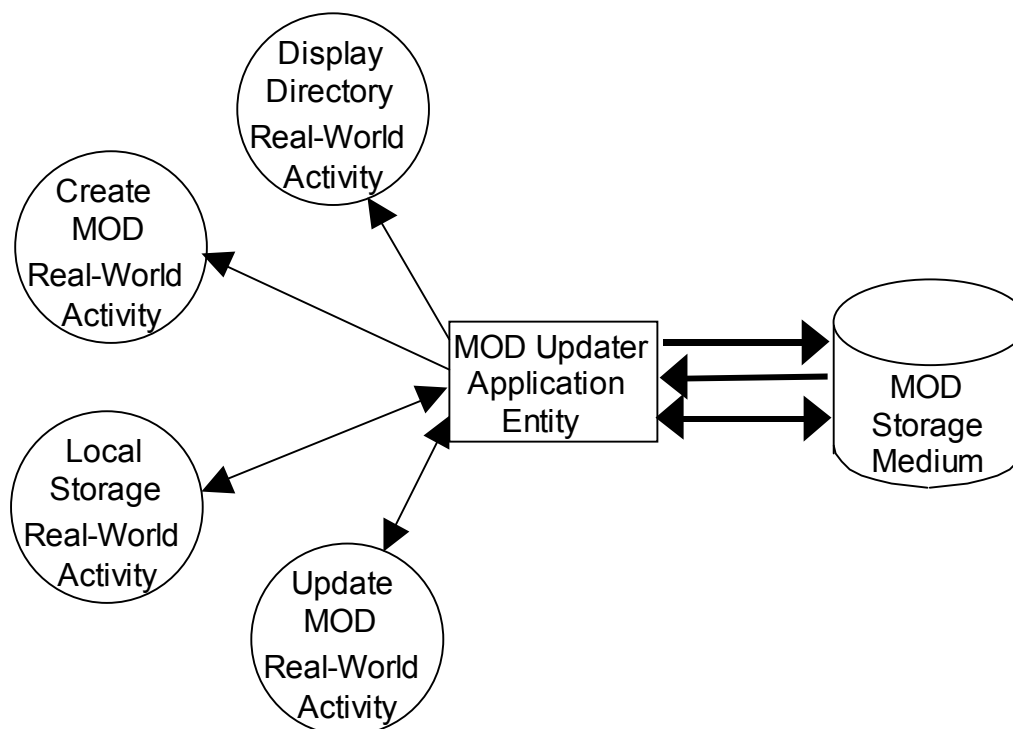 Display
Directory
Real-World
Activity
Create
MOD
Real-World
Activity
MOD Updater
Application
Entity
MOD
Storage
Medium
Local
Storage
Real-World
Activity
Update
MOD
Real-World
Activity